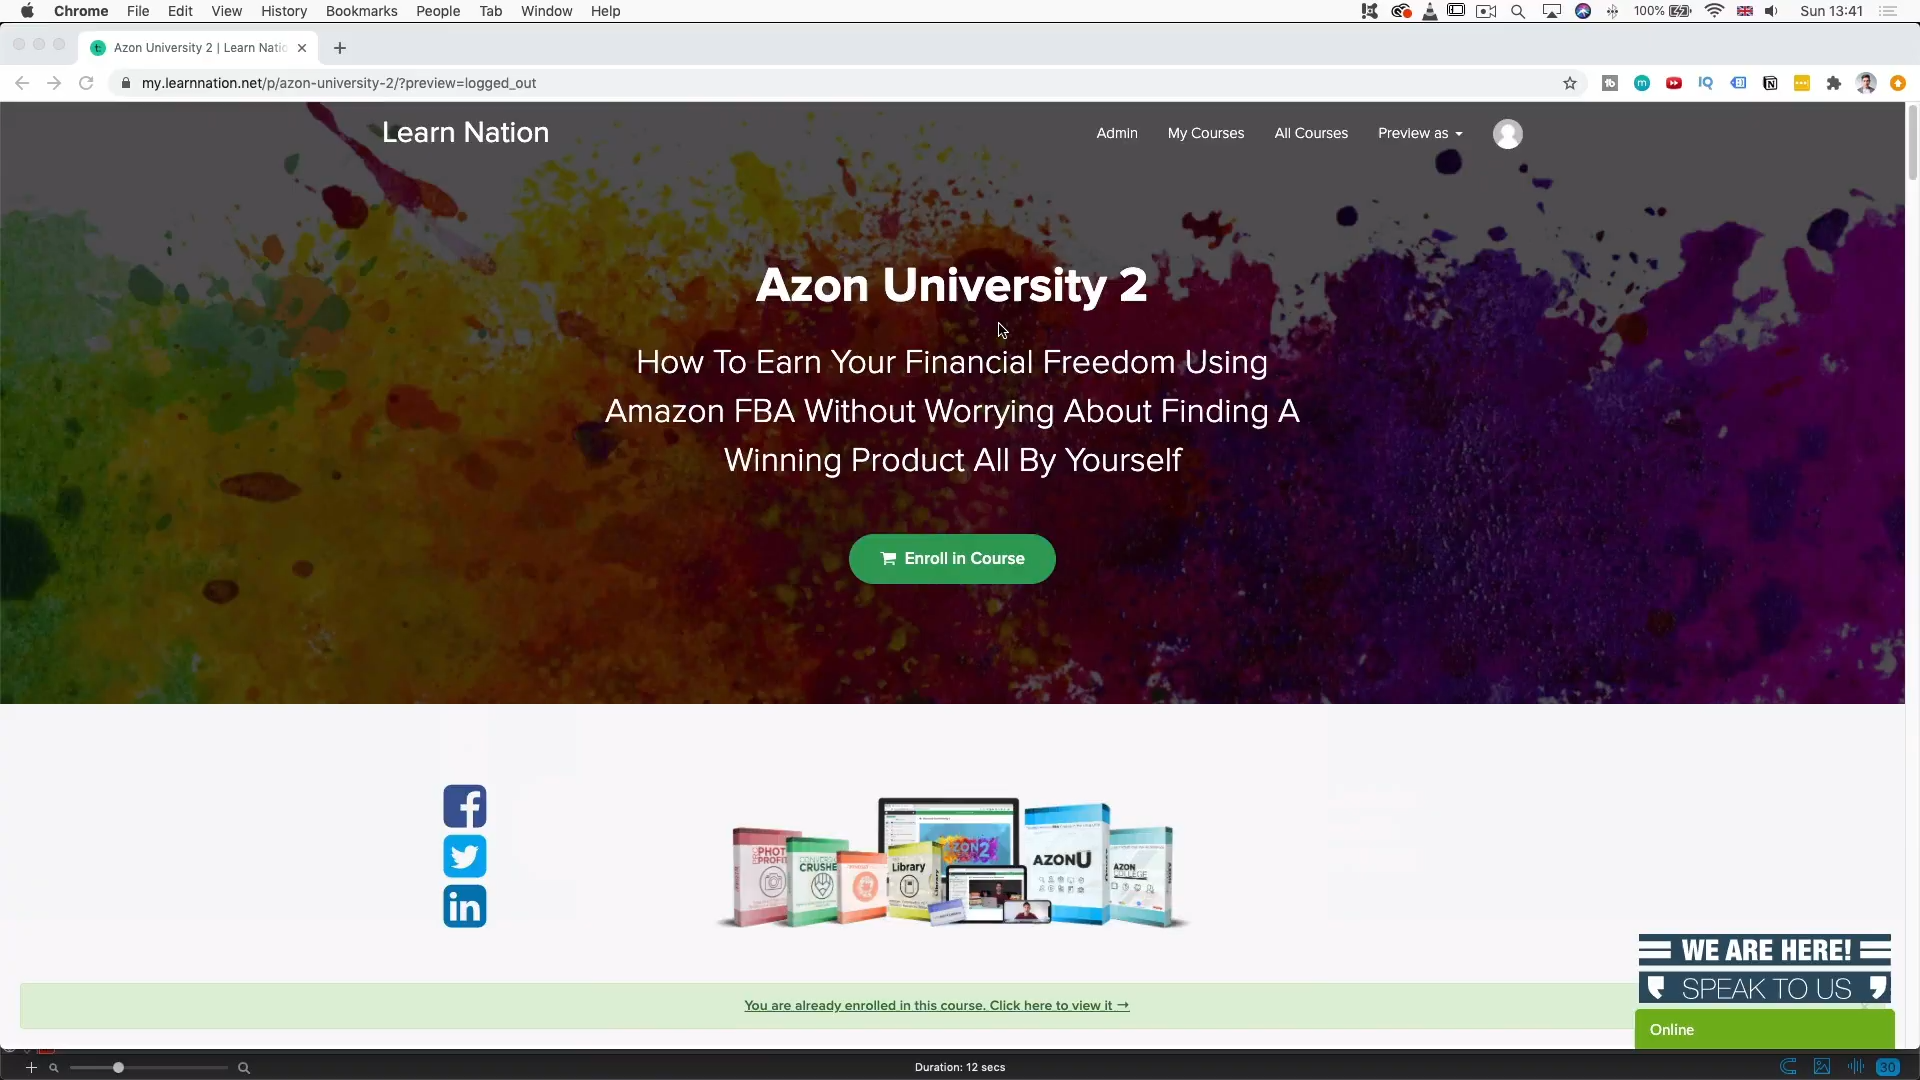 Chrome File Edit View History Bookmarks People Tab Window Help
100%
Sun 13:41
Azon University 2 | Learn Natio
my.learnnation.net/p/azon-university-2/?preview=logged_out
Learn Nation
Admin
My Courses
All Courses
Preview as
Azon University 2
How To Earn Your Financial Freedom Using
Amazon FBA Without Worrying About Finding A
Winning Product All By Yourself
Enroll in Course
Library
AZONU
AZON
COLLEGE
WE ARE HERE!
SPEAK TO US
You are already enrolled in this course. Click here to view it →
Online
Duration: 12 secs
30